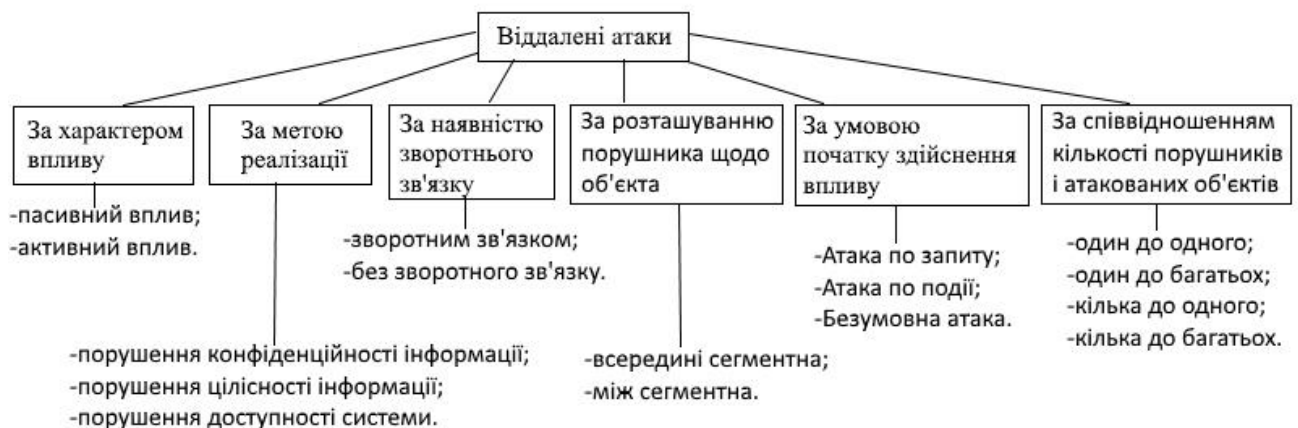 Віддалені атаки
За характером
впливу
-пасивний вплив;
-активний вплив.
За метою
реалізації
-порушення конфіденційності інформації;
-порушення цілісності інформації;
-порушення доступності системи.
За наявністю
зворотнього
зв'язку
-зворотним зв'язком;
-без зворотного зв'язку.
За розташуванню
порушника щодо
об'єкта
-всередині сегментна;
-між сегментна.
За умовою
початку здійснення
впливу
-Атака по запиту;
-Атака по події;
-Безумовна атака.
За співвідношенням
кількості порушників
і атакованих об'єктів
-один до одного;
-один до багатьох;
-кілька до одного;
-кілька до багатьох.